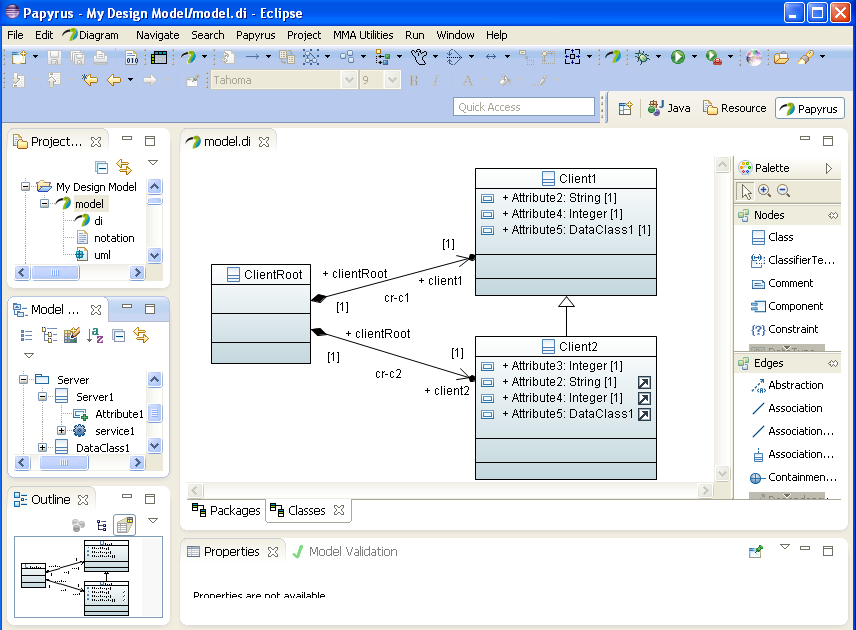 Papyrus - My Design Model/model.di - Eclipse
File Edit Diagram Navigate Search Papyrus Project MMA Utilities Run Window Help
Tahoma 9 B I A
Quick Access Java Resource Papyrus
Project...
My Design Model
model
di
notation
uml
Model ...
Server
Server1
Attribute1
service1
DataClass1
Outline
model.di
Client1
+ Attribute2: String [1]
+ Attribute4: Integer [1]
+ Attribute5: DataClass1 [1]
ClientRoot
+ clientRoot
[1]
[1]
cr-c1
+ client1
+ clientRoot
[1]
[1]
cr-c2
+ client2
Client2
+ Attribute3: Integer [1]
+ Attribute2: String [1]
+ Attribute4: Integer [1]
+ Attribute5: DataClass1
Palette
Nodes
Class
ClassifierTe...
Comment
Component
Constraint
Edges
Abstraction
Association
Association...
Association...
Containmen...
Packages Classes
Properties Model Validation
Properties are not available